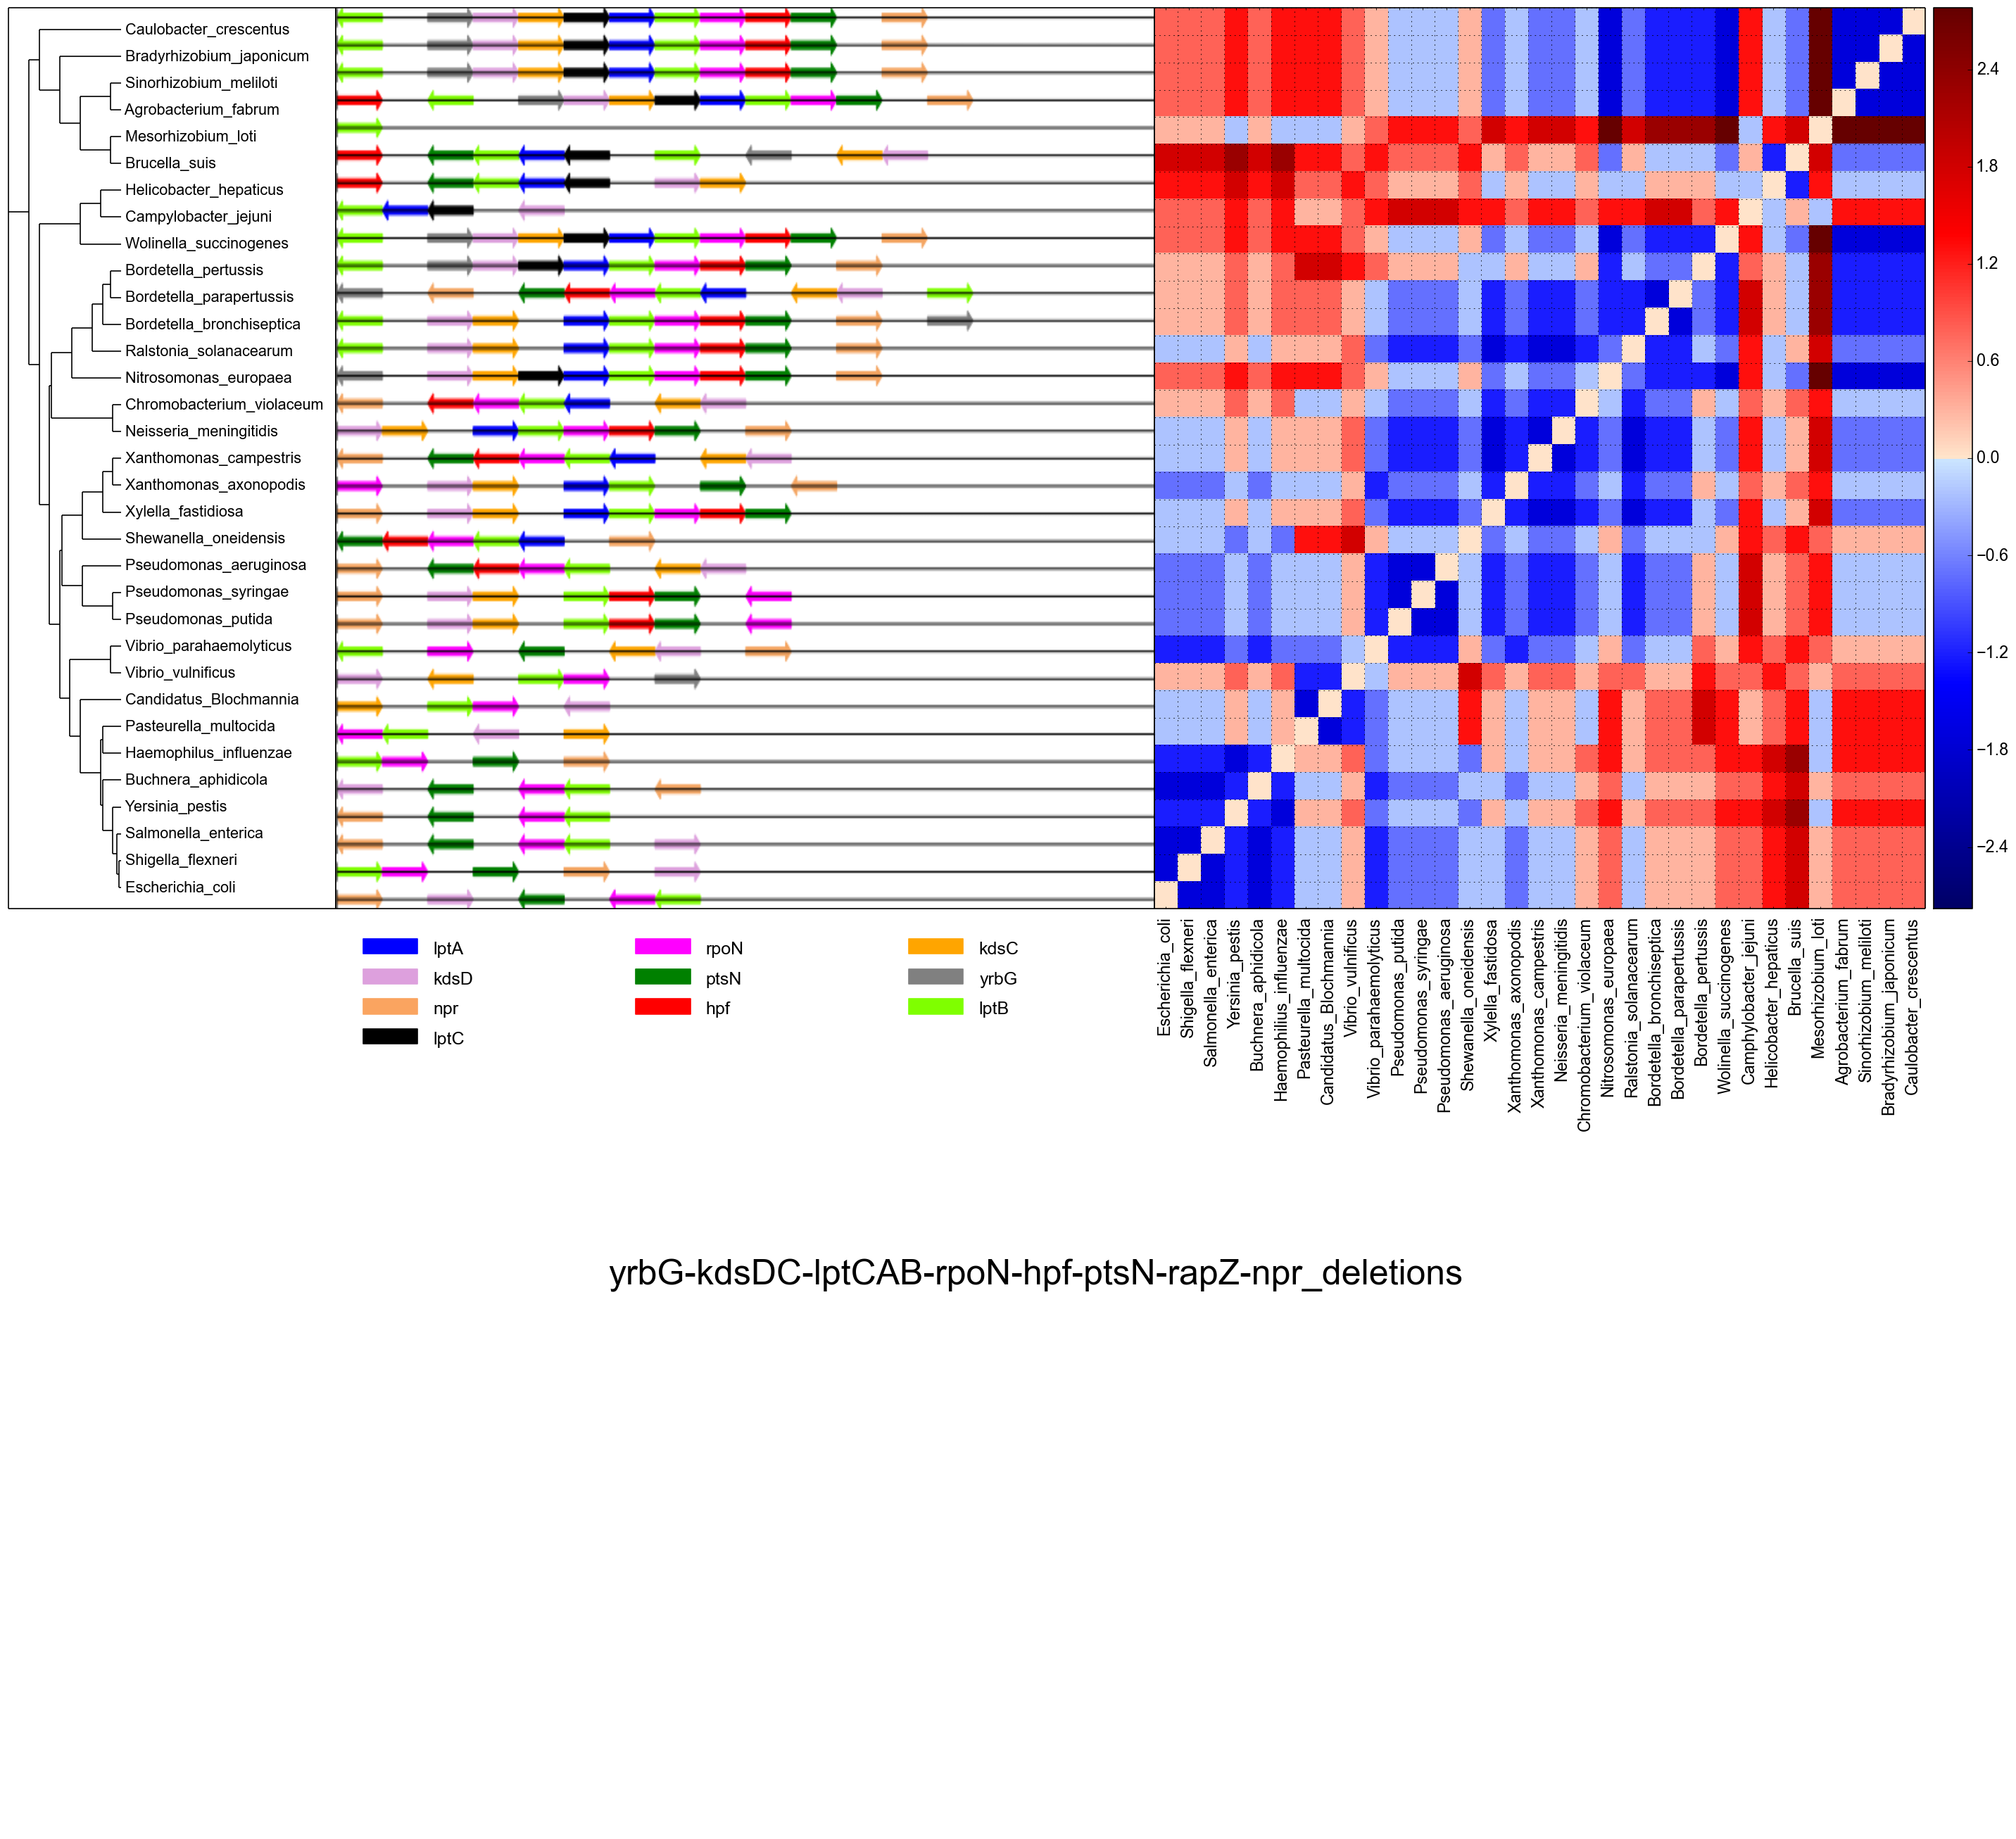 Caulobacter_crescentus
Bradyrhizobium_japonicum
Sinorhizobium_meliloti
Agrobacterium_fabrum
Mesorhizobium_loti
Brucella_suis
Helicobacter_hepaticus
Campylobacter_jejuni
Wolinella_succinogenes
Bordetella_pertussis
Bordetella_parapertussis
Bordetella_bronchiseptica
Ralstonia_solanacearum
Nitrosomonas_europaea
Chromobacterium_violaceum
Neisseria_meningitidis
Xanthomonas_campestris
Xanthomonas_axonopodis
Xylella_fastidiosa
Shewanella_oneidensis
Pseudomonas_aeruginosa
Pseudomonas_syringae
Pseudomonas_putida
Vibrio_parahaemolyticus
Vibrio_vulnificus
Candidatus_Blochmannia
Pasteurella_multocida
Haemophilus_influenzae
Buchnera_aphidicola
Yersinia_pestis
Salmonella_enterica
Shigella_flexneri
Escherichia_coli
2.4
1.8
1.2
0.6
0.0
−0.6
−1.2
−1.8
−2.4
lptA rpoN kdsC
kdsD ptsN yrbG
npr hpf lptB
lptC
Escherichia_coli
Shigella_flexneri
Salmonella_enterica
Yersinia_pestis
Buchnera_aphidicola
Haemophilius_influenzae
Pasteurella_multocida
Candidatus_Blochmannia
Vibrio_vulnificus
Vibrio_parahaemolyticus
Pseudomonas_putida
Pseudomonas_syringae
Pseudomonas_aeruginosa
Shewanella_oneidensis
Xylella_fastidosa
Xanthomonas_axonopodis
Xanthomonas_campestris
Neisseria_meningitidis
Chromobacterium_violaceum
Nitrosomonas_europaea
Ralstonia_solanacearum
Bordetella_bronchiseptica
Bordetella_parapertussis
Bordetella_pertussis
Wolinella_succinogenes
Camphylobacter_jejuni
Helicobacter_hepaticus
Brucella_suis
Mesorhizobium_loti
Agrobacterium_fabrum
Sinorhizobium_meliloti
Bradyrhizobium_japonicum
Caulobacter_crescentus
yrbG-kdsDC-lptCAB-rpoN-hpf-ptsN-rapZ-npr_deletions